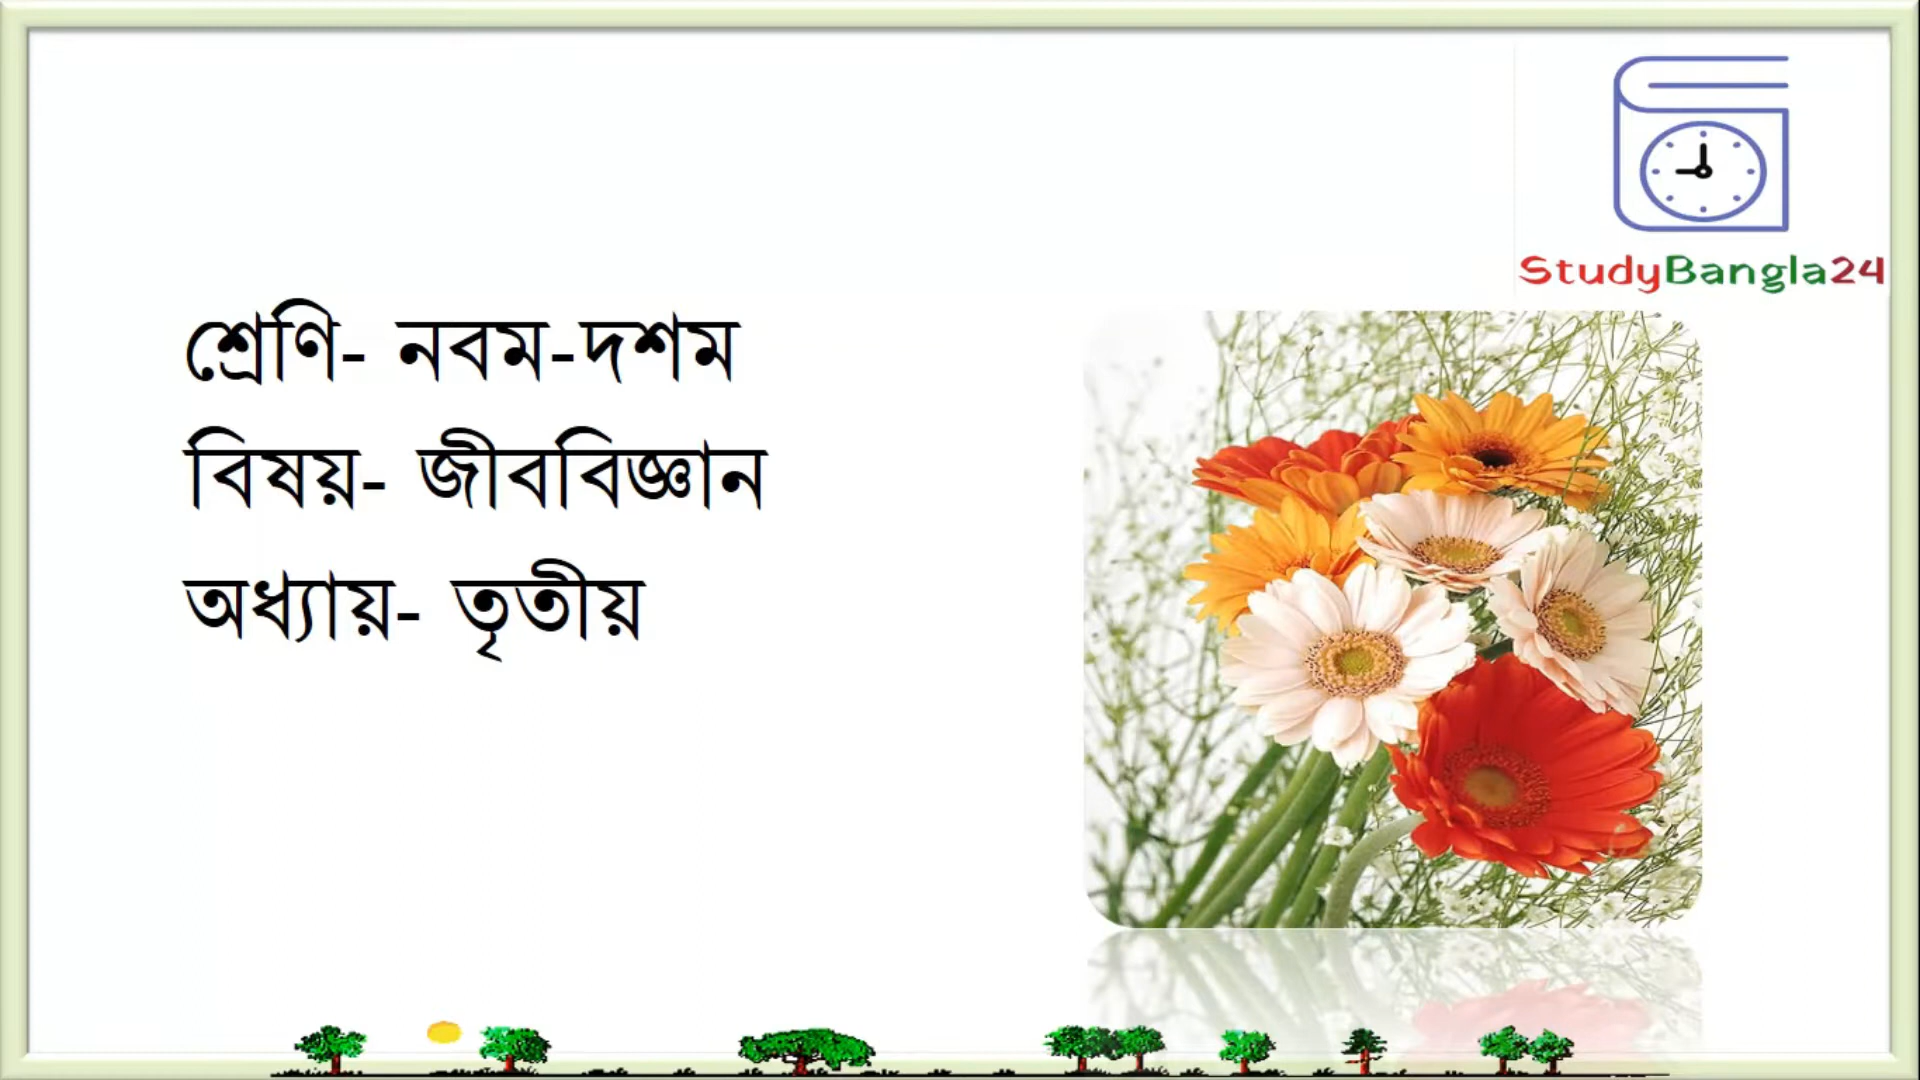 StudyBangla24
শ্রেণি- নবম-দশম
বিষয়- জীববিজ্ঞান
অধ্যায়- তৃতীয়